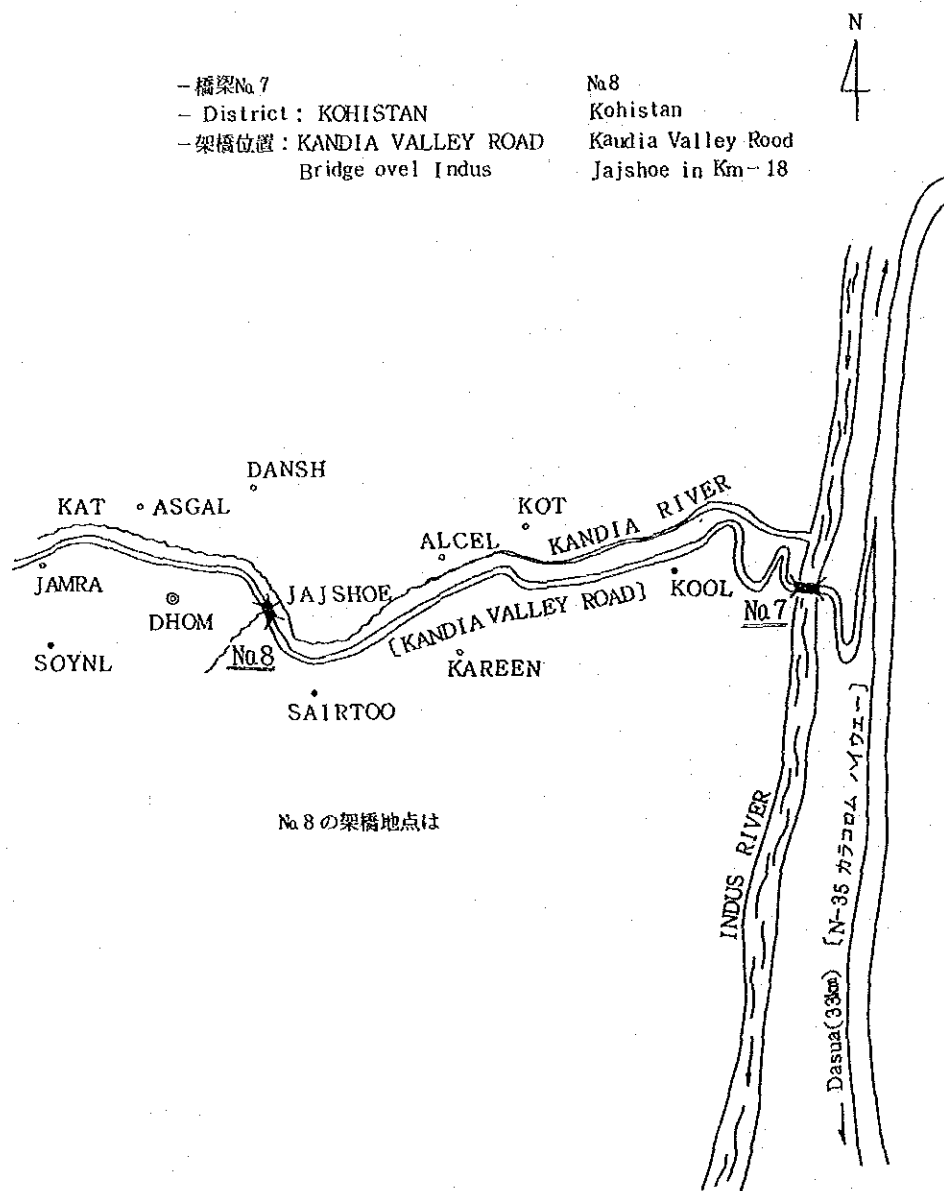 N
-橋梁No.7 No.8
- District: KOHISTAN Kohistan
-架橋位置: KANDIA VALLEY ROAD Kaudia Valley Rood
Bridge ovel Indus Jajshoe in Km-18
DANSH
KAT
ASGAL
KOT
KANDIA RIVER
ALCEL
JAMRA
JAJSHOE
KOOL
DHOM
[KANDIA VALLEY ROAD]
No.7
No.8
SOYNL
KAREEN
SAIRTOO
No.8の架橋地点は
INDUS RIVER
Dasua(33km) [N-35 カラコロム ハイウェー]